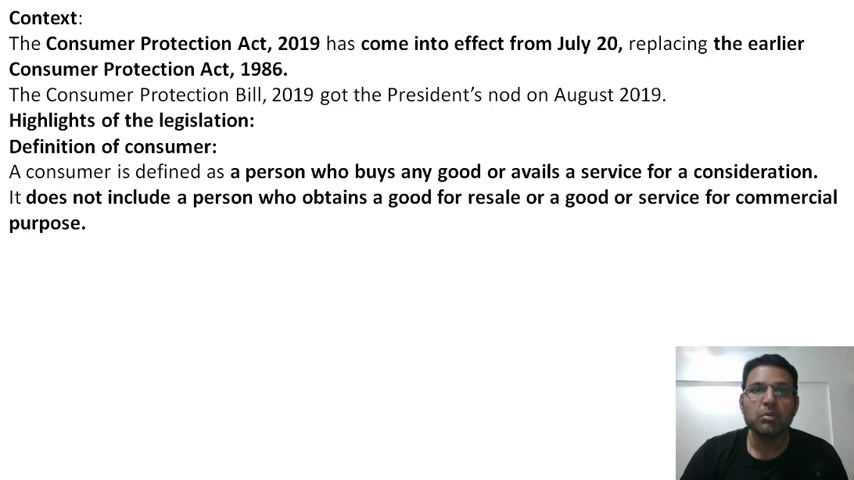 Context:
The Consumer Protection Act, 2019 has come into effect from July 20, replacing the earlier
Consumer Protection Act, 1986.
The Consumer Protection Bill, 2019 got the President’s nod on August 2019.
Highlights of the legislation:
Definition of consumer:
A consumer is defined as a person who buys any good or avails a service for a consideration.
It does not include a person who obtains a good for resale or a good or service for commercial
purpose.